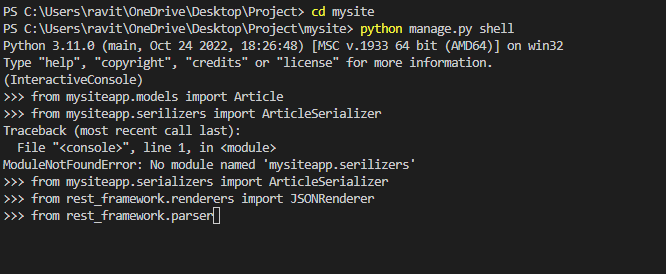 PS C:\Users\ravit\OneDrive\Desktop\Project> cd mysite
PS C:\Users\ravit\OneDrive\Desktop\Project\mysite> python manage.py shell
Python 3.11.0 (main, Oct 24 2022, 18:26:48) [MSC v.1933 64 bit (AMD64)] on win32
Type "help", "copyright", "credits" or "license" for more information.
(InteractiveConsole)
>>> from mysiteapp.models import Article
>>> from mysiteapp.serilizers import ArticleSerializer
Traceback (most recent call last):
  File "<console>", line 1, in <module>
ModuleNotFoundError: No module named 'mysiteapp.serilizers'
>>> from mysiteapp.serializers import ArticleSerializer
>>> from rest_framework.renderers import JSONRenderer
>>> from rest_framework.parser